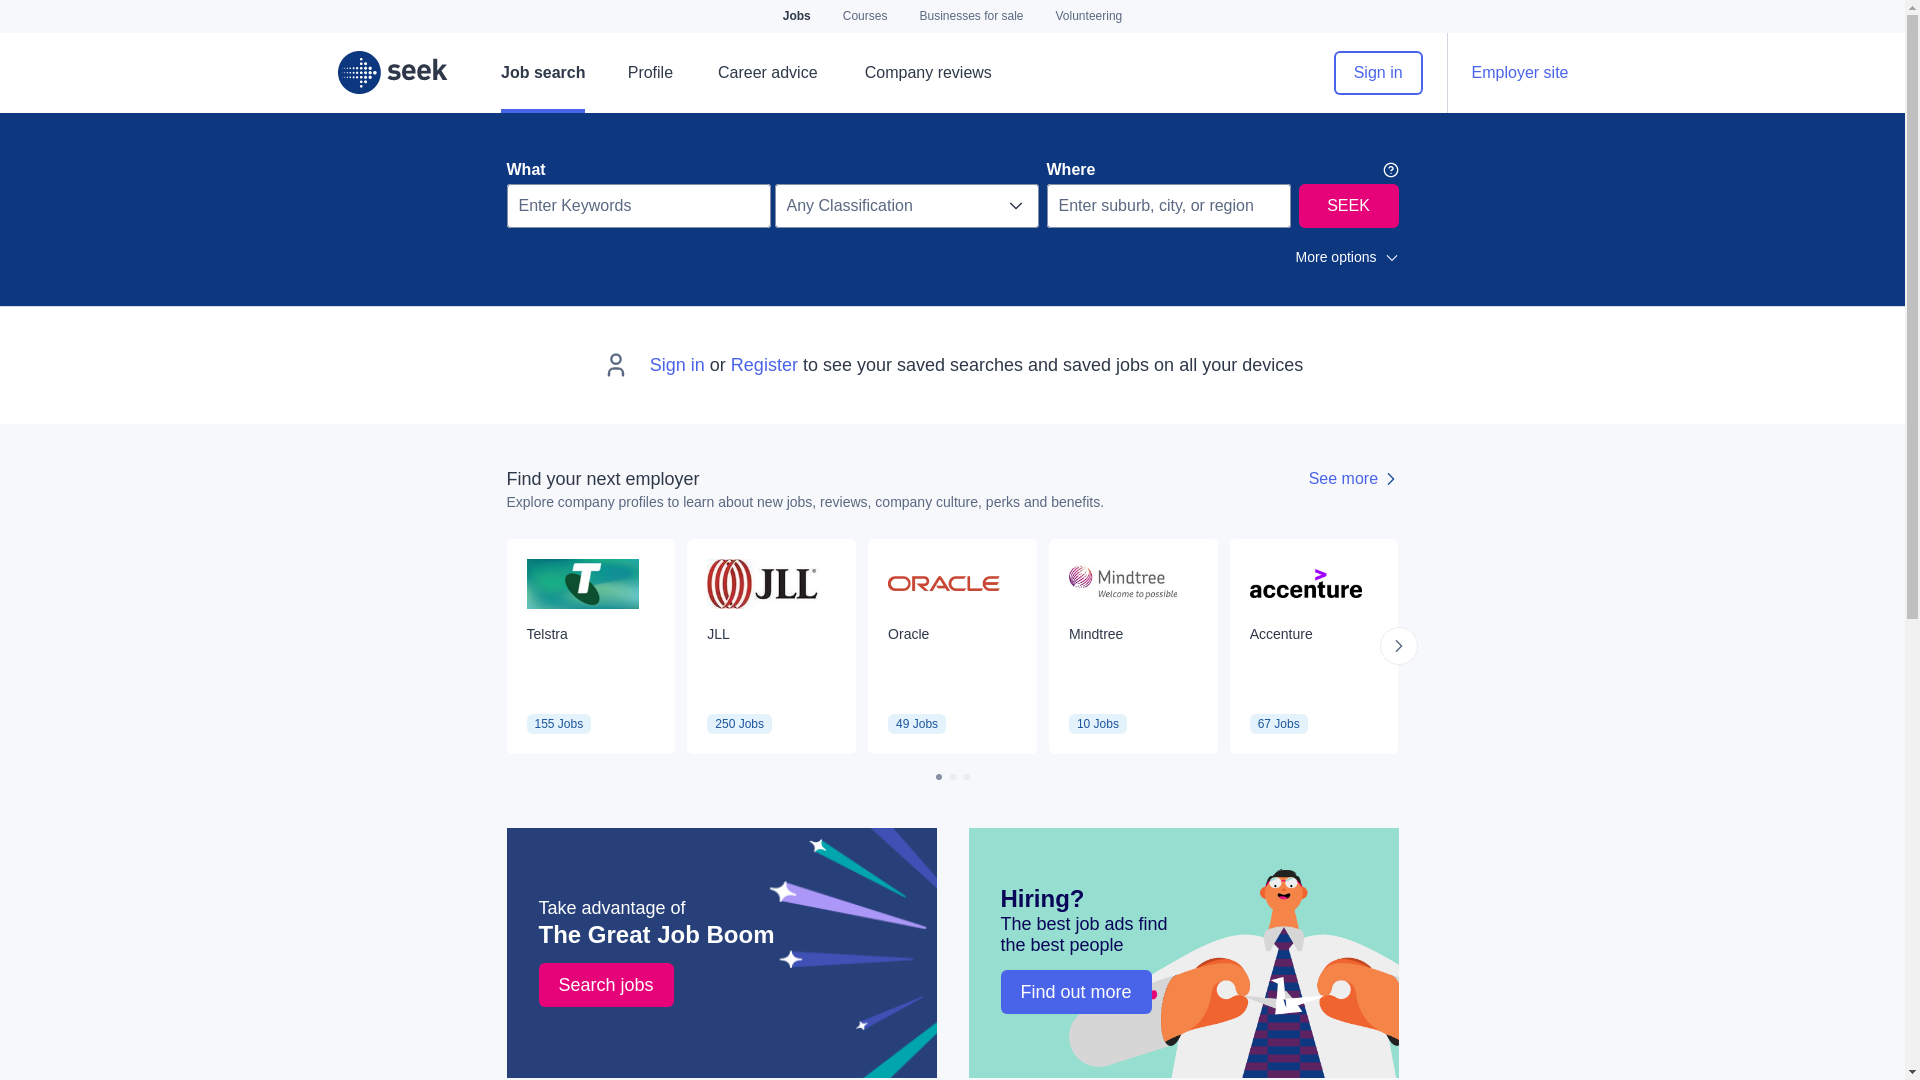 Jobs
Courses
Businesses for sale
Volunteering
seek
Job search
Profile
Career advice
Company reviews
Sign in
Employer site
What
Where
Enter Keywords
Any Classification
Enter suburb, city, or region
SEEK
More options
Sign in or Register to see your saved searches and saved jobs on all your devices
Find your next employer
See more
Explore company profiles to learn about new jobs, reviews, company culture, perks and benefits.
T
JLL
ORACLE
Mindtree
Welcome to possible
accenture
Telstra
JLL
Oracle
Mindtree
Accenture
155 Jobs
250 Jobs
49 Jobs
10 Jobs
67 Jobs
Take advantage of
The Great Job Boom
Search jobs
Hiring?
The best job ads find
the best people
Find out more